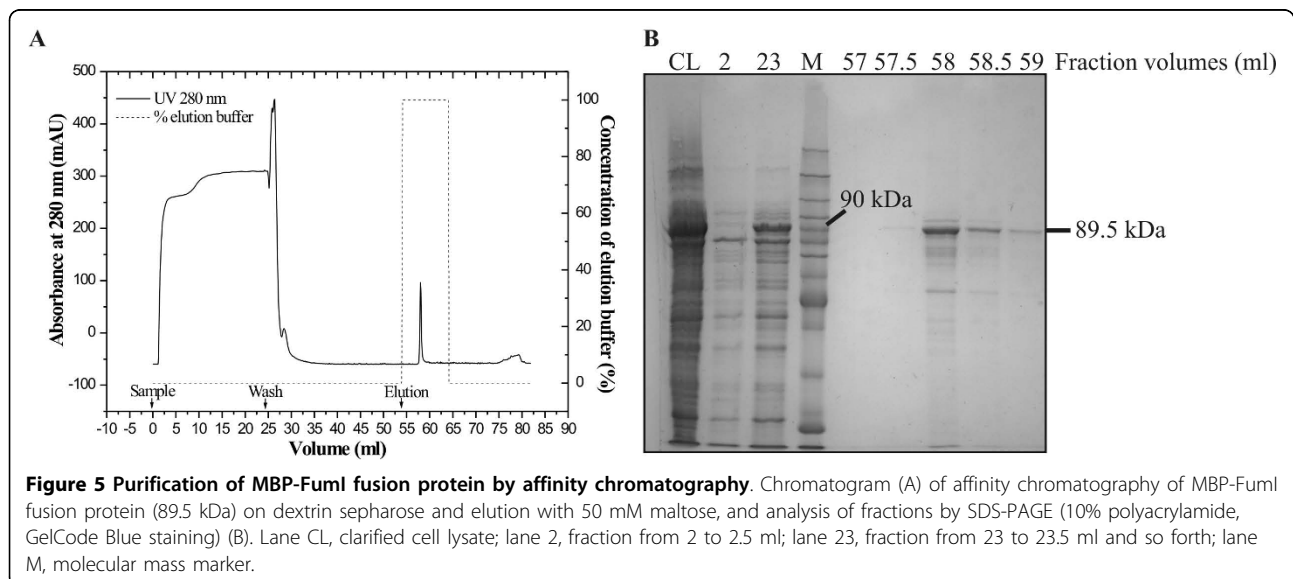 A
500
400
300
200
100
0
-100
Absorbance at 280 nm (mAU)
UV 280 nm
% elution buffer
100
80
60
40
20
0
Concentration of elution buffer (%)
Sample
Wash
Elution
-10 -5 0 5 10 15 20 25 30 35 40 45 50 55 60 65 70 75 80 85 90
Volume (ml)
B
CL 2 23 M 57 57.5 58 58.5 59 Fraction volumes (ml)
90 kDa
89.5 kDa
Figure 5 Purification of MBP-FumI fusion protein by affinity chromatography. Chromatogram (A) of affinity chromatography of MBP-FumI
fusion protein (89.5 kDa) on dextrin sepharose and elution with 50 mM maltose, and analysis of fractions by SDS-PAGE (10% polyacrylamide,
GelCode Blue staining) (B). Lane CL, clarified cell lysate; lane 2, fraction from 2 to 2.5 ml; lane 23, fraction from 23 to 23.5 ml and so forth; lane
M, molecular mass marker.